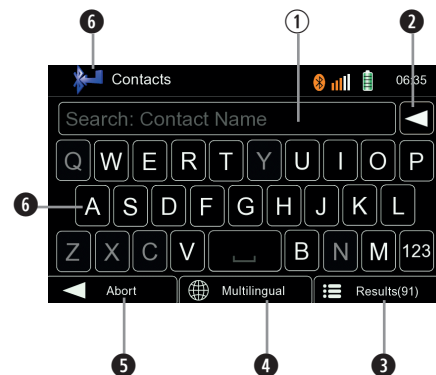 6 1 2
Contacts 06:35
Search: Contact Name
Q W E R T Y U I O P
6 A S D F G H J K L
Z X C V B N M 123
Abort Multilingual Results(91)
5 4 3